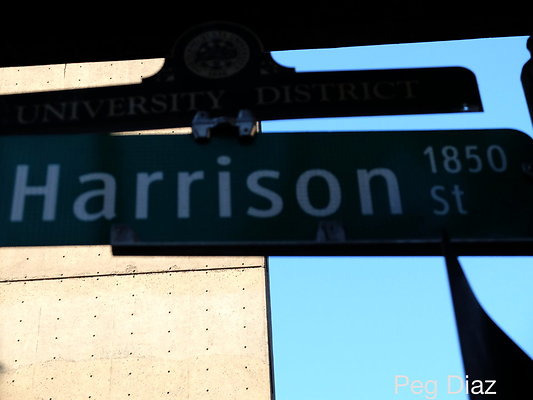 UNIVERSITY DISTRICT
Harrison St
1850
Peg Diaz